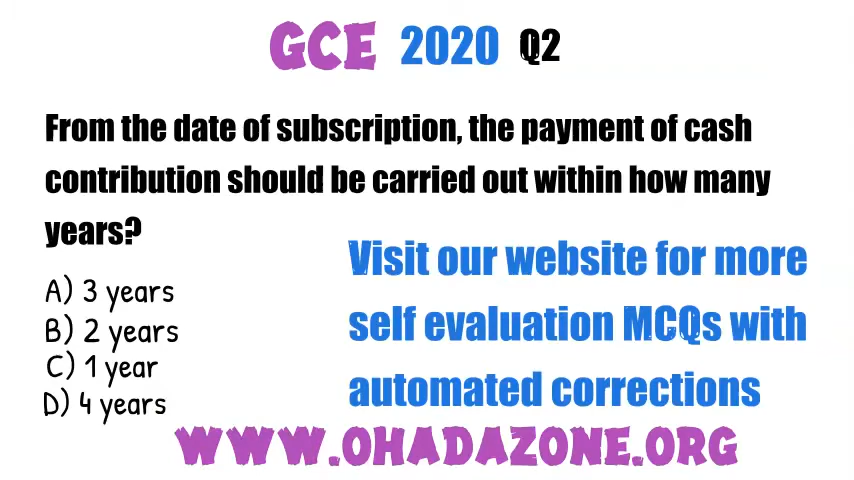 GCE 2020 Q2
From the date of subscription, the payment of cash
contribution should be carried out within how many
years?
A) 3 years
B) 2 years
C) 1 year
D) 4 years
Visit our website for more
self evaluation MCQs with
automated corrections
WWW.OHADAZONE.ORG